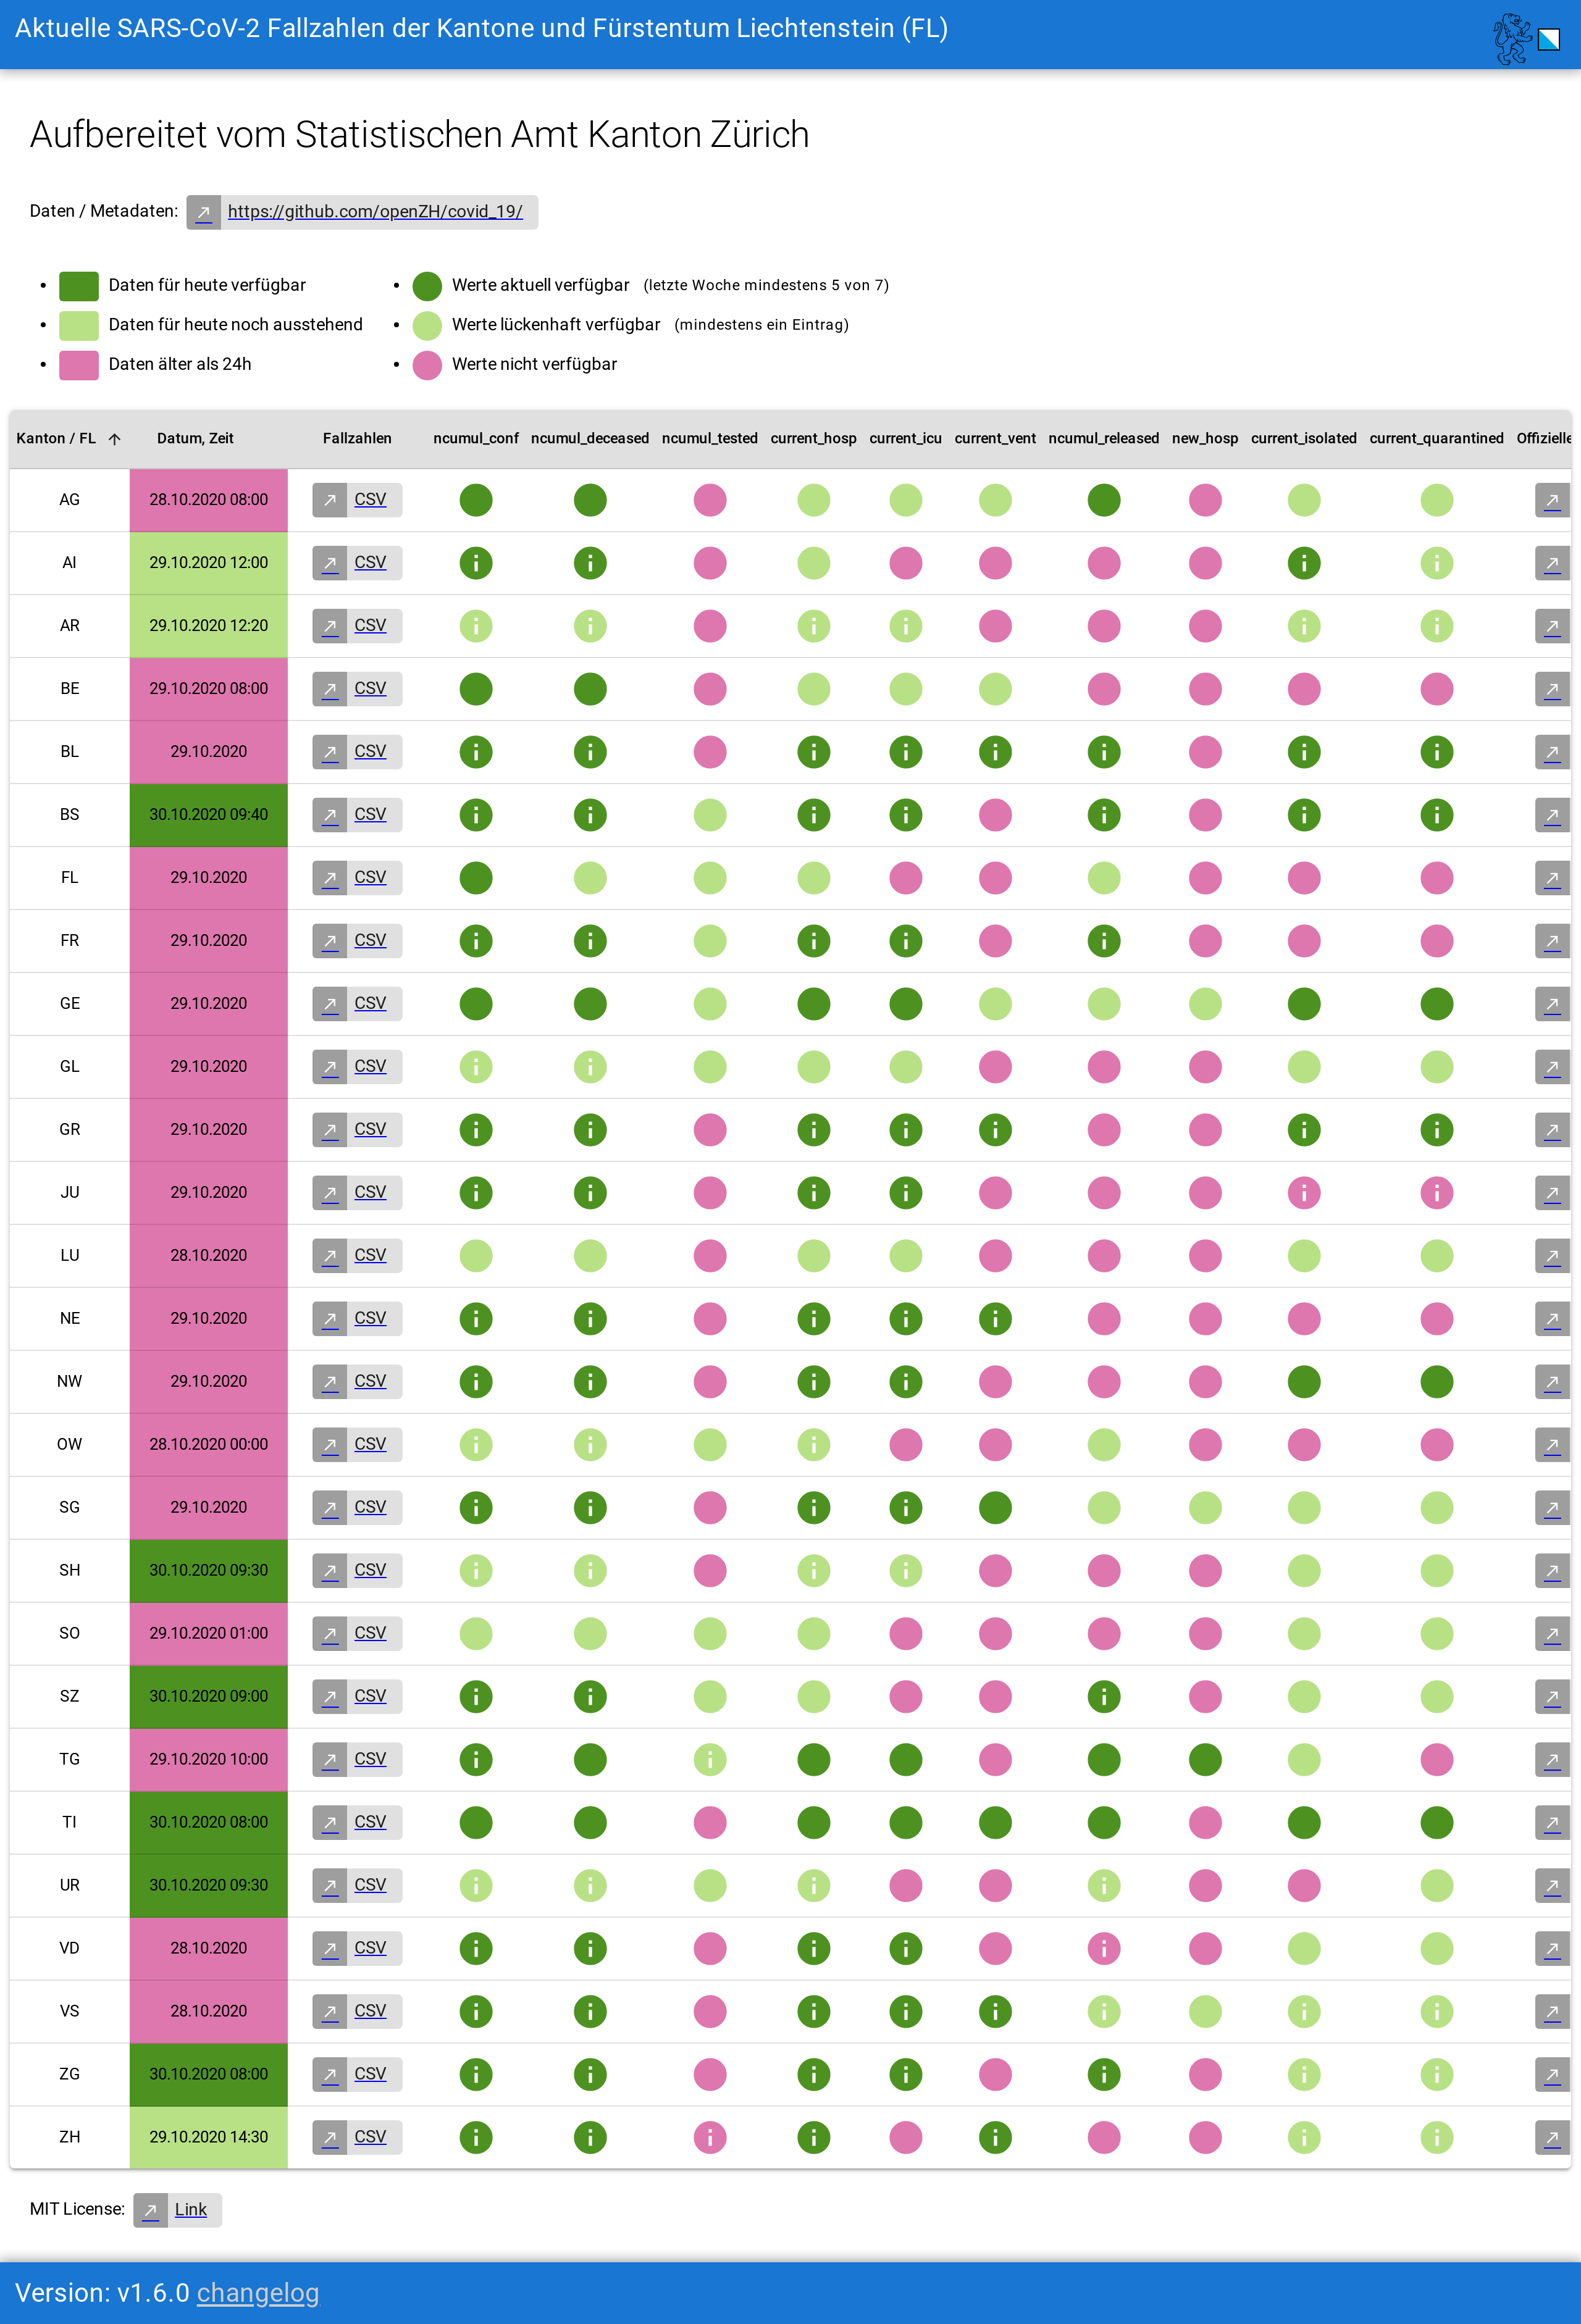 Aktuelle SARS-CoV-2 Fallzahlen der Kantone und Fürstentum Liechtenstein (FL)
Aufbereitet vom Statistischen Amt Kanton Zürich
Daten / Metadaten: https://github.com/openZH/covid_19/
Daten für heute verfügbar
Daten für heute noch ausstehend
Daten älter als 24h
Werte aktuell verfügbar (letzte Woche mindestens 5 von 7)
Werte lückenhaft verfügbar (mindestens ein Eintrag)
Werte nicht verfügbar
Kanton / FL Datum, Zeit Fallzahlen ncumul_conf ncumul_deceased ncumul_tested current_hosp current_icu current_vent ncumul_released new_hosp current_isolated current_quarantined Offizielle
AG 28.10.2020 08:00 CSV
AI 29.10.2020 12:00 CSV
AR 29.10.2020 12:20 CSV
BE 29.10.2020 08:00 CSV
BL 29.10.2020 CSV
BS 30.10.2020 09:40 CSV
FL 29.10.2020 CSV
FR 29.10.2020 CSV
GE 29.10.2020 CSV
GL 29.10.2020 CSV
GR 29.10.2020 CSV
JU 29.10.2020 CSV
LU 28.10.2020 CSV
NE 29.10.2020 CSV
NW 29.10.2020 CSV
OW 28.10.2020 00:00 CSV
SG 29.10.2020 CSV
SH 30.10.2020 09:30 CSV
SO 29.10.2020 01:00 CSV
SZ 30.10.2020 09:00 CSV
TG 29.10.2020 10:00 CSV
TI 30.10.2020 08:00 CSV
UR 30.10.2020 09:30 CSV
VD 28.10.2020 CSV
VS 28.10.2020 CSV
ZG 30.10.2020 08:00 CSV
ZH 29.10.2020 14:30 CSV
MIT License: Link
Version: v1.6.0 changelog